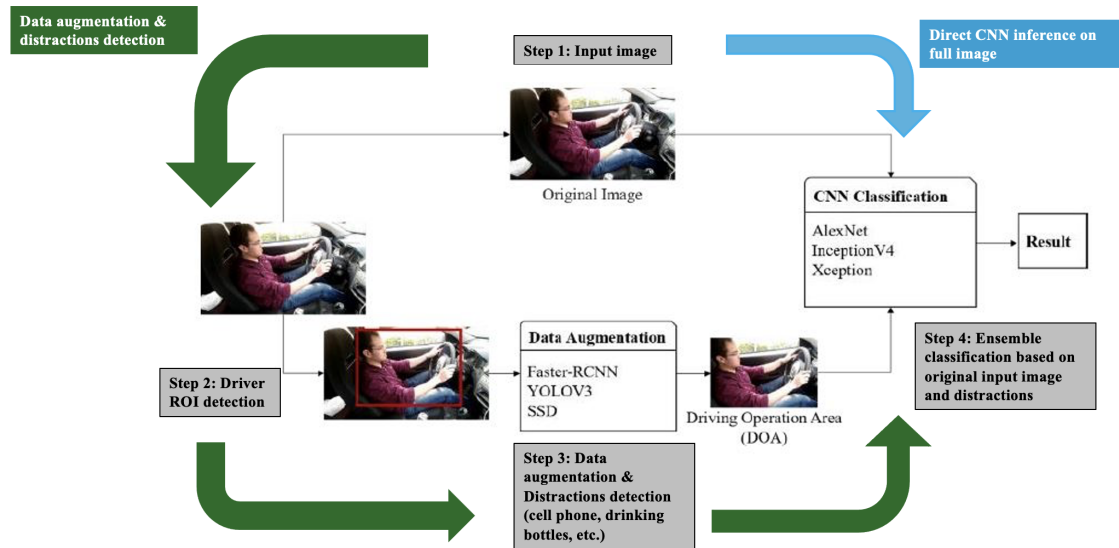 Data augmentation &
distractions detection
Step 1: Input image
Direct CNN inference on
full image
Original Image
CNN Classification
AlexNet
InceptionV4
Xception
Result
Step 2: Driver
ROI detection
Data Augmentation
Faster-RCNN
YOLOV3
SSD
Driving Operation Area
(DOA)
Step 3: Data
augmentation &
Distractions detection
(cell phone, drinking
bottles, etc.)
Step 4: Ensemble
classification based on
original input image
and distractions